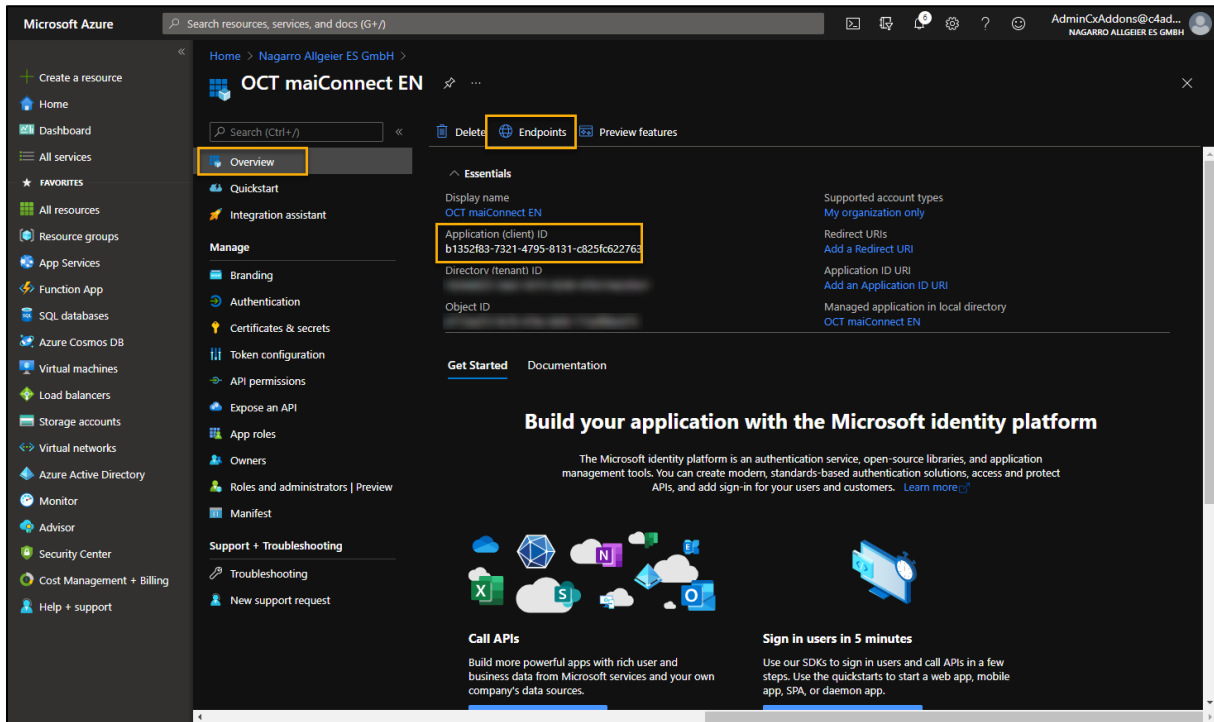 Microsoft Azure
Search resources, services, and docs (G+/)
6
AdminCxAddons@c4ad...
NAGARRO ALLGEIER ES GMBH
Create a resource
Home
Dashboard
All services
FAVORITES
All resources
Resource groups
App Services
Function App
SQL databases
Azure Cosmos DB
Virtual machines
Load balancers
Storage accounts
Virtual networks
Azure Active Directory
Monitor
Advisor
Security Center
Cost Management + Billing
Help + support
Home > Nagarro Allgeier ES GmbH >
OCT maiConnect EN
Search (Ctrl+/)
Overview
Quickstart
Integration assistant
Manage
Branding
Authentication
Certificates & secrets
Token configuration
API permissions
Expose an API
App roles
Owners
Roles and administrators | Preview
Manifest
Support + Troubleshooting
Troubleshooting
New support request
Delete Endpoints Preview features
Essentials
Display name
OCT maiConnect EN
Application (client) ID
b1352f83-7321-4795-8131-c825fc622763
Directory (tenant) ID
Object ID
Supported account types
My organization only
Redirect URIs
Add a Redirect URI
Application ID URI
Add an Application ID URI
Managed application in local directory
OCT maiConnect EN
Get Started Documentation
Build your application with the Microsoft identity platform
The Microsoft identity platform is an authentication service, open-source libraries, and application
management tools. You can create modern, standards-based authentication solutions, access and protect
APIs, and add sign-in for your users and customers. Learn more
Call APIs
Build more powerful apps with rich user and
business data from Microsoft services and your own
company's data sources.
Sign in users in 5 minutes
Use our SDKs to sign in users and call APIs in a few
steps. Use the quickstarts to start a web app, mobile
app, SPA, or daemon app.